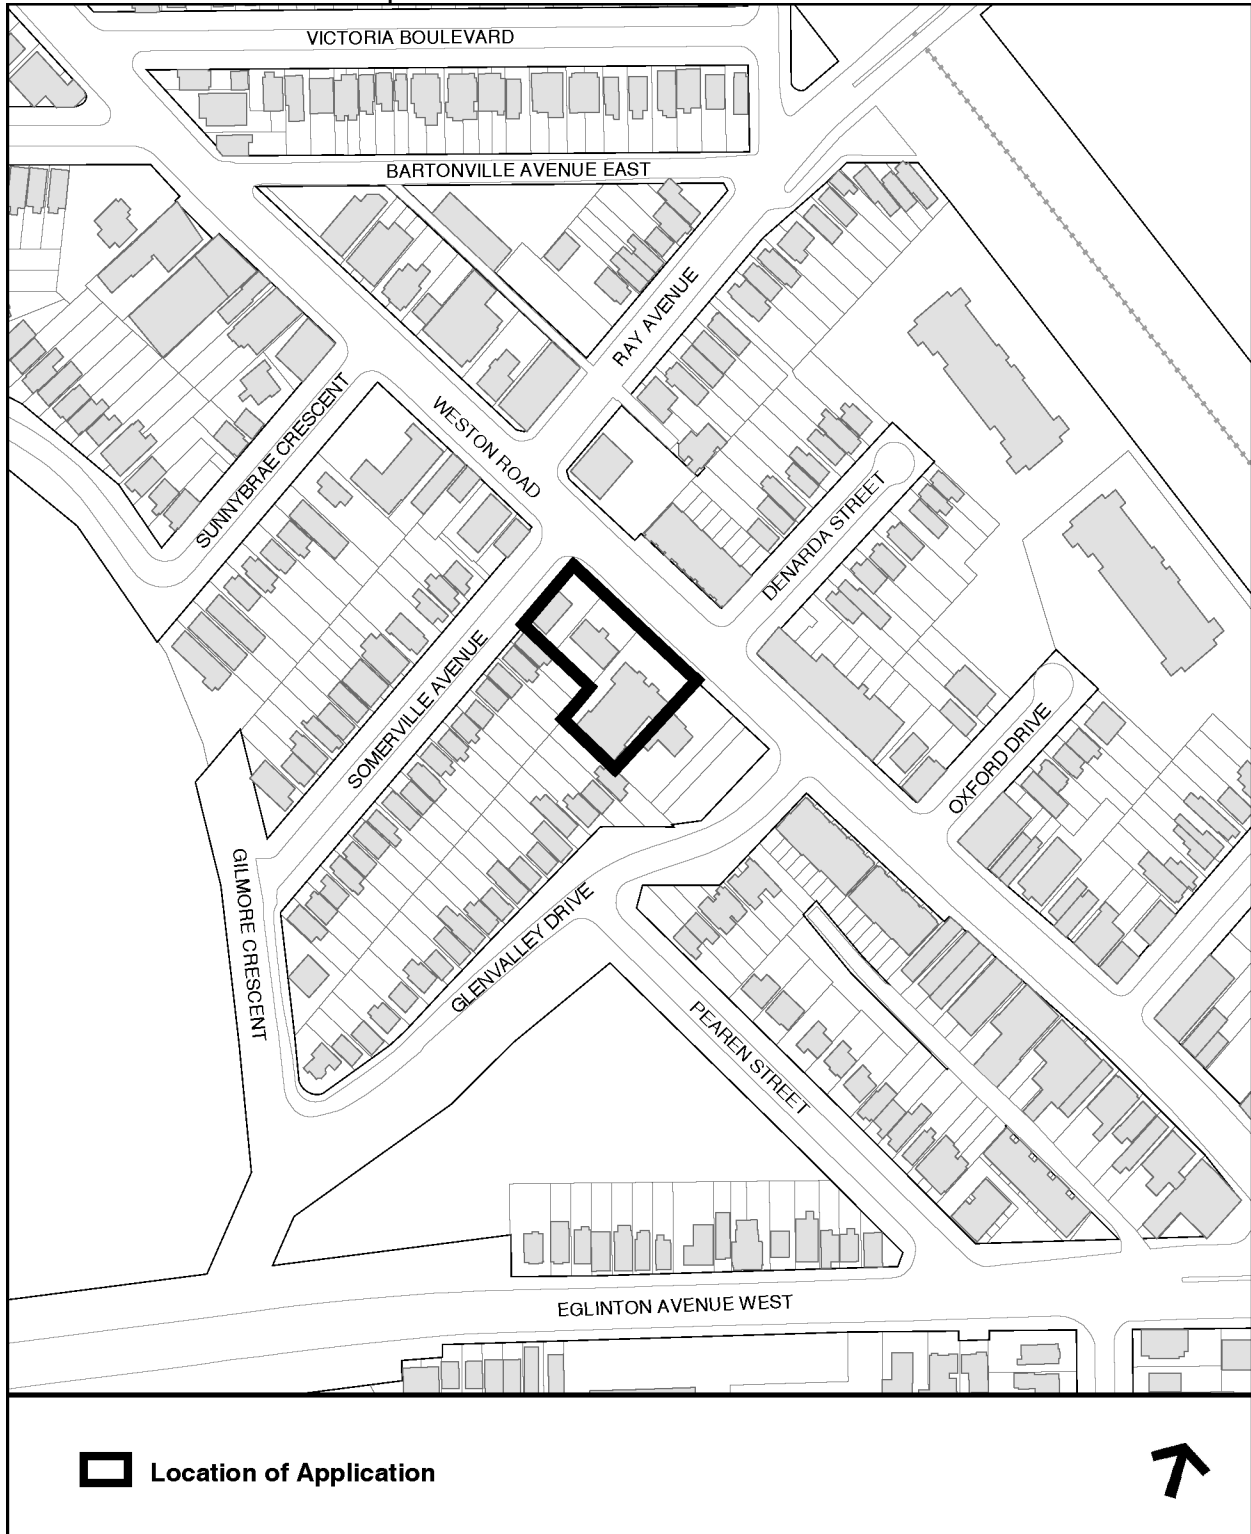 VICTORIA BOULEVARD
BARTONVILLE AVENUE EAST
RAY AVENUE
WESTON ROAD
SUNNYBRAE CRESCENT
DENARDA STREET
SOMERVILLE AVENUE
OXFORD DRIVE
GILMORE CRESCENT
GLENVALLEY DRIVE
PEAREN STREET
EGLINTON AVENUE WEST
Location of Application